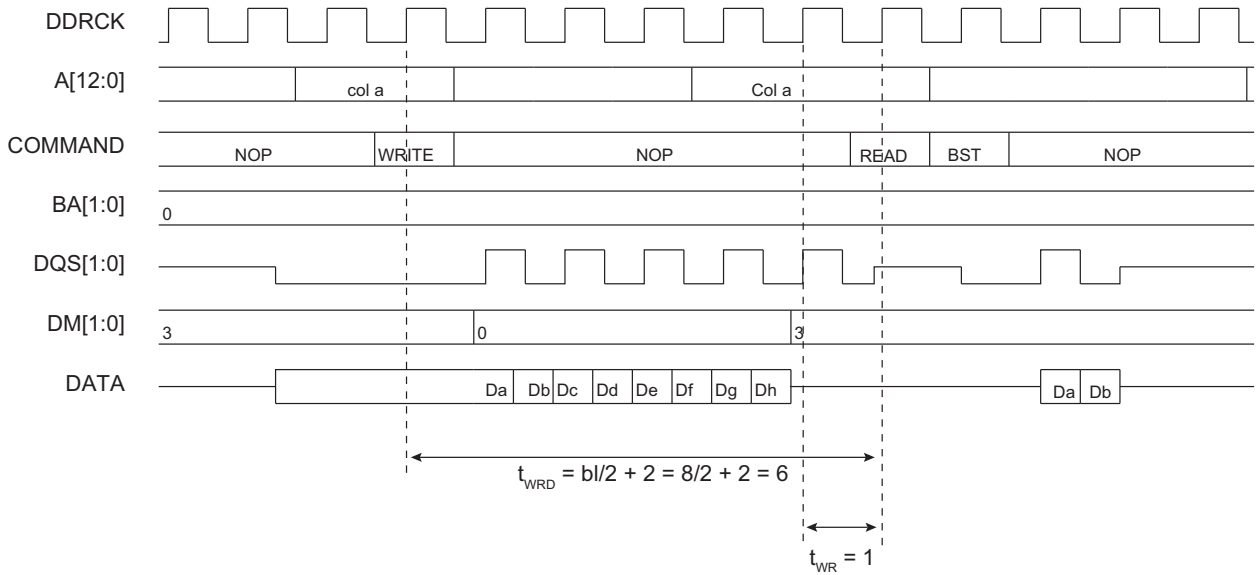 DDRCK
A[12:0] col a Col a
COMMAND NOP WRITE NOP READ BST NOP
BA[1:0] 0
DQS[1:0]
DM[1:0] 3 0 3
DATA Da Db Dc Dd De Df Dg Dh Da Db
tWRD = bl/2 + 2 = 8/2 + 2 = 6
tWR = 1